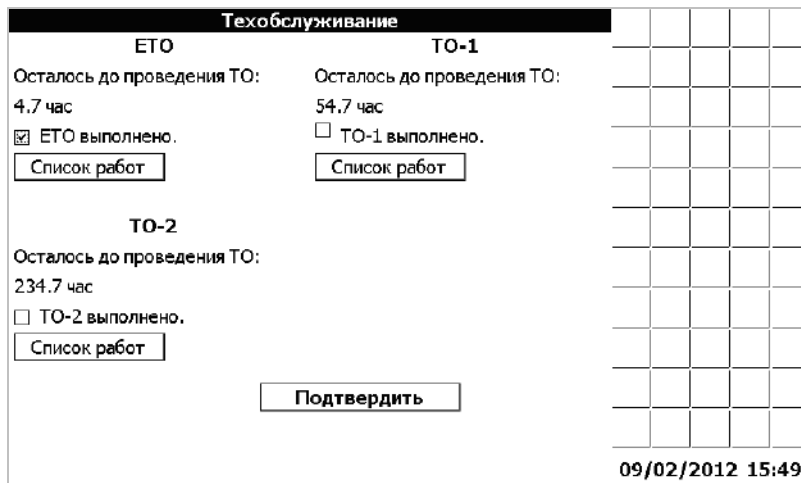 Техобслуживание
ЕТО
Осталось до проведения ТО:
4.7 час
ЕТО выполнено.
Список работ
ТО-1
Осталось до проведения ТО:
54.7 час
ТО-1 выполнено.
Список работ
ТО-2
Осталось до проведения ТО:
234.7 час
ТО-2 выполнено.
Список работ
Подтвердить
09/02/2012 15:49